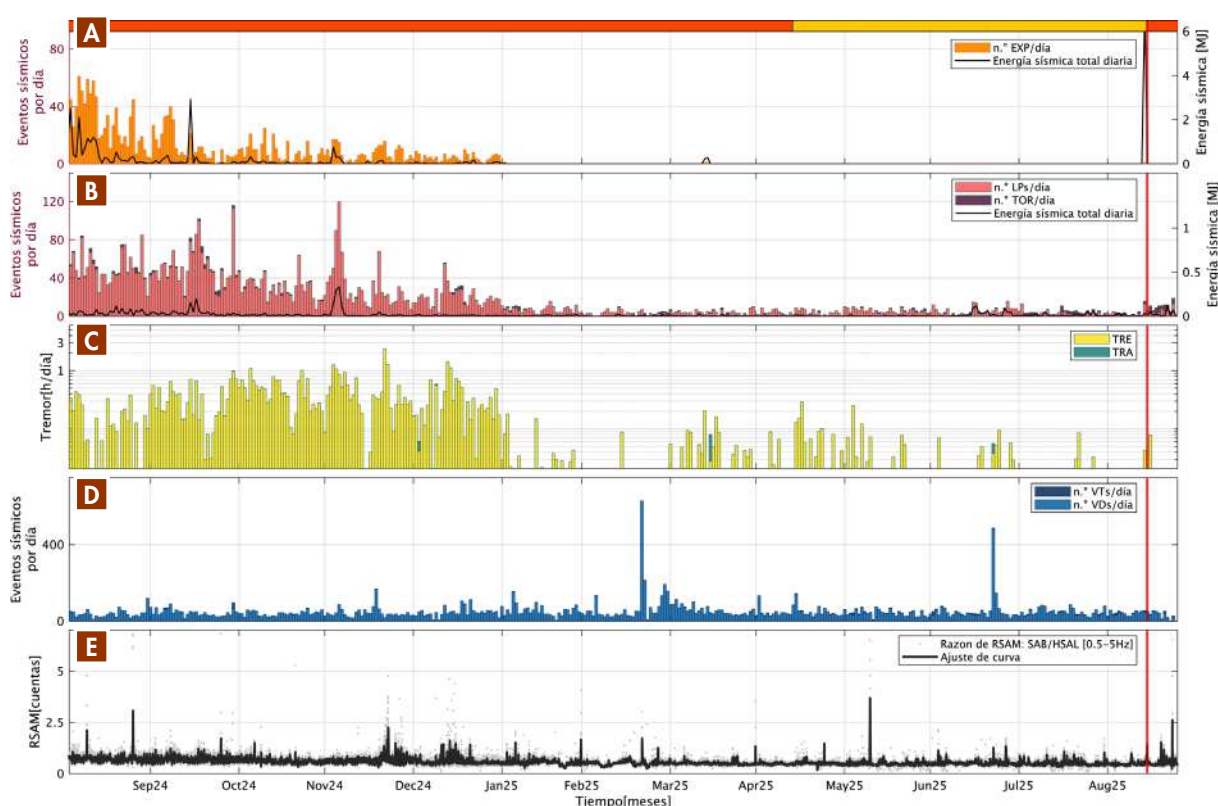 A
Eventos sísmicos
por día
80
40
0
n.° EXP/día
Energía sísmica total diaria
6
4
2
0
Energía sísmica [MJ]
B
Eventos sísmicos
por día
120
80
40
0
n.° LPs/día
n.° TOR/día
Energía sísmica total diaria
1
0.5
0
Energía sísmica [MJ]
C
Tremor[h/día]
3
1
TRE
TRA
D
Eventos sísmicos
por día
400
0
n.° VTs/día
n.° VDs/día
E
RSAM[cuentas]
5
2.5
0
Razon de RSAM: SAB/HSAL [0.5-5Hz]
Ajuste de curva
Sep24 Oct24 Nov24 Dec24 Jan25 Feb25 Mar25 Apr25 May25 Jun25 Jul25 Aug25
Tiempo[meses]